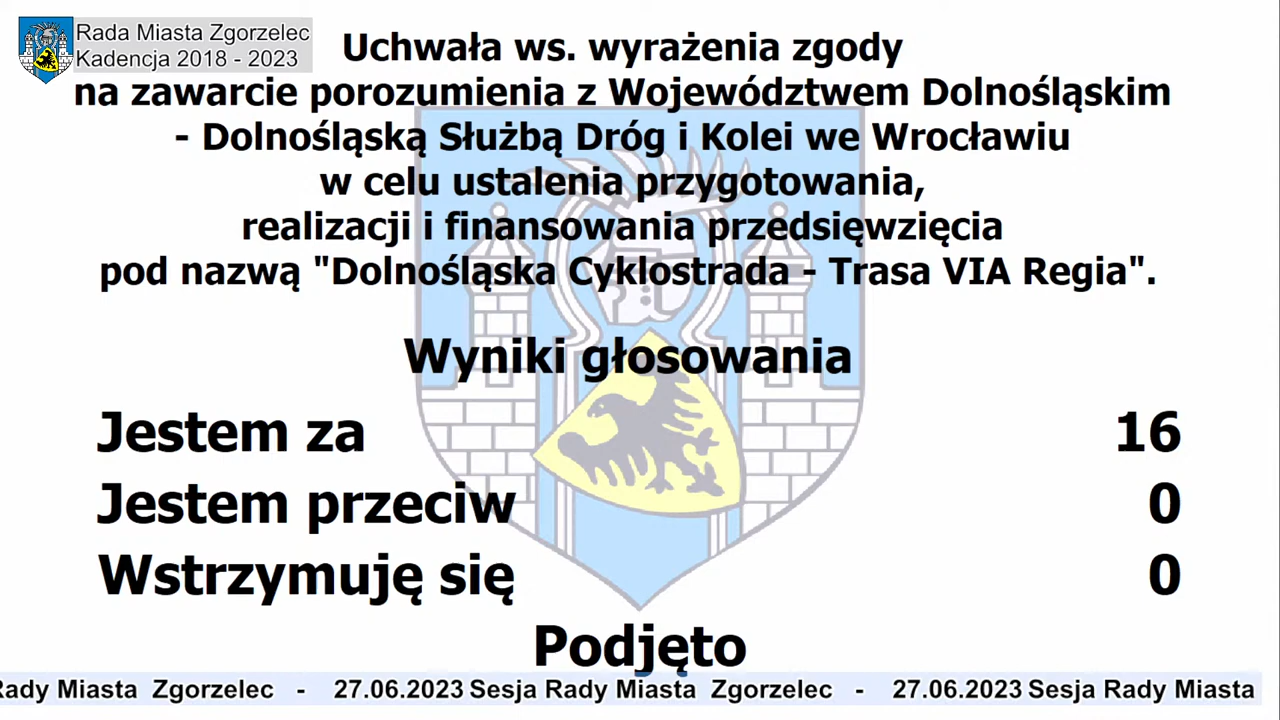 Rada Miasta Zgorzelec
Kadencja 2018 - 2023
Uchwała ws. wyrażenia zgody
na zawarcie porozumienia z Województwem Dolnośląskim
- Dolnośląską Służbą Dróg i Kolei we Wrocławiu
w celu ustalenia przygotowania,
realizacji i finansowania przedsięwzięcia
pod nazwą "Dolnośląska Cyklostrada - Trasa VIA Regia".
Wyniki głosowania
Jestem za 16
Jestem przeciw 0
Wstrzymuję się 0
Podjęto
Rady Miasta Zgorzelec - 27.06.2023 Sesja Rady Miasta Zgorzelec - 27.06.2023 Sesja Rady Miasta